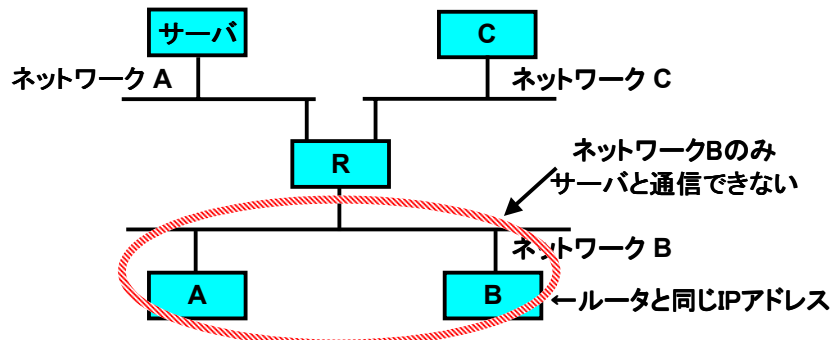 サーバ
C
ネットワーク A
ネットワーク C
R
ネットワークBのみ
サーバと通信できない
ネットワーク B
A
B
←ルータと同じIPアドレス